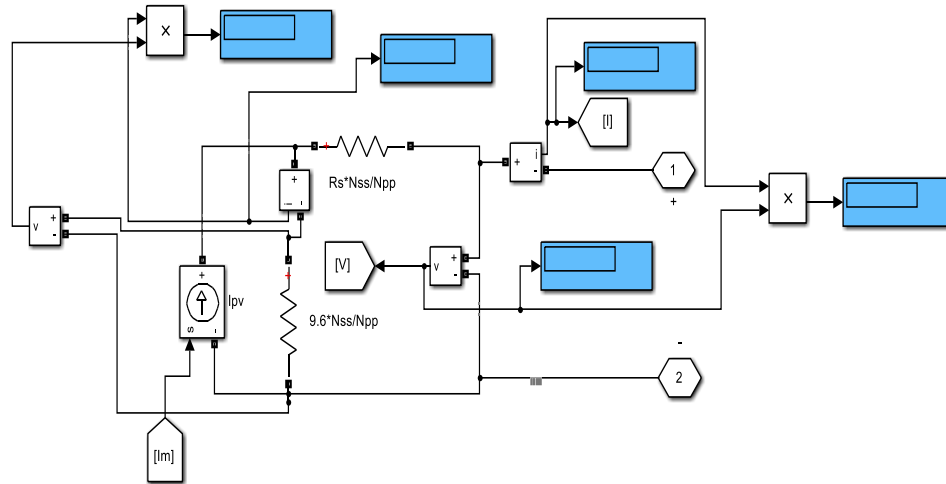 ×
[I]
i
+
-
1
+
×
Rs*Nss/Npp
+
i
-
v
+
-
[V]
v
+
-
+
Ipv
s
-
9.6*Nss/Npp
-
2
[Im]